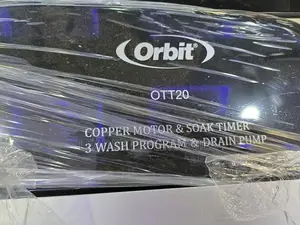 Orbit
OTT20
COPPER MOTOR & SOAK TIMER
3 WASH PROGRAM & DRAIN PUMP